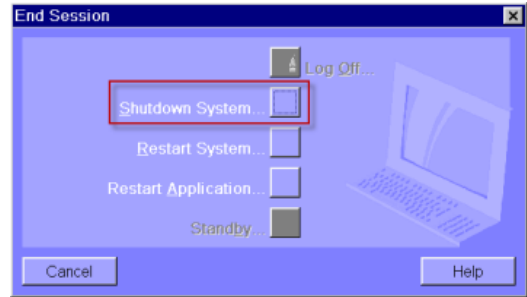 End Session
Log Off...
Shutdown System...
Restart System...
Restart Application...
Standby...
Cancel
Help